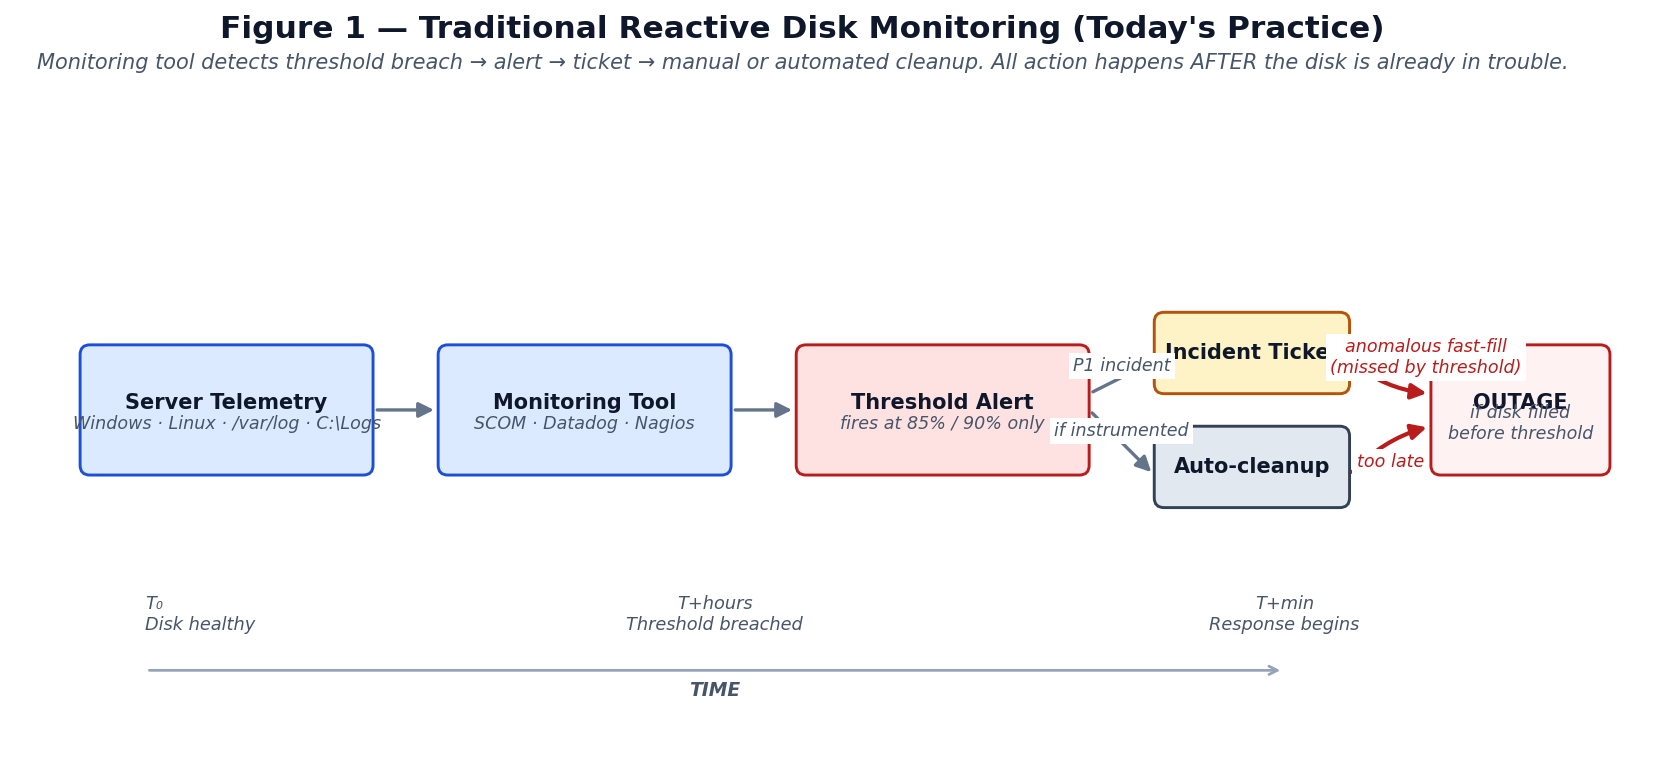 Figure 1 — Traditional Reactive Disk Monitoring (Today's Practice)
Monitoring tool detects threshold breach → alert → ticket → manual or automated cleanup. All action happens AFTER the disk is already in trouble.
Server Telemetry
Windows · Linux · /var/log · C:\Logs
Monitoring Tool
SCOM · Datadog · Nagios
Threshold Alert
fires at 85% / 90% only
P1 incident
if instrumented
Incident Ticke
Auto-cleanup
anomalous fast-fill
(missed by threshold)
too late
OUTAGE
if disk filled
before threshold
T₀
Disk healthy
T+hours
Threshold breached
T+min
Response begins
TIME